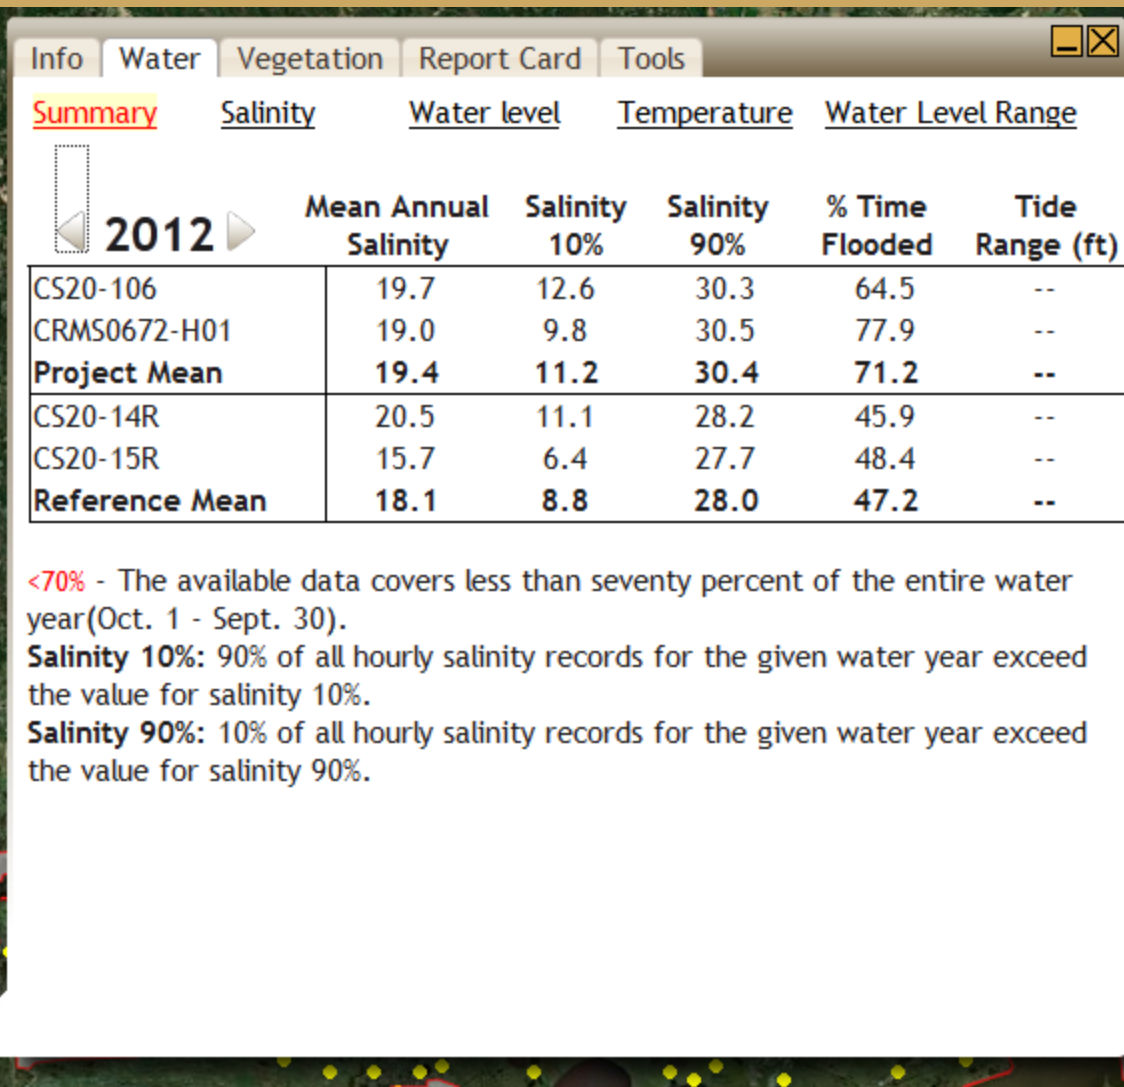 Info Water Vegetation Report Card Tools
Summary Salinity Water level Temperature Water Level Range
2012 Mean Annual Salinity Salinity 10% Salinity 90% % Time Flooded Tide Range (ft)
CS20-106 19.7 12.6 30.3 64.5 --
CRMS0672-H01 19.0 9.8 30.5 77.9 --
Project Mean 19.4 11.2 30.4 71.2 --
CS20-14R 20.5 11.1 28.2 45.9 --
CS20-15R 15.7 6.4 27.7 48.4 --
Reference Mean 18.1 8.8 28.0 47.2 --
<70% - The available data covers less than seventy percent of the entire water
year(Oct. 1 - Sept. 30).
Salinity 10%: 90% of all hourly salinity records for the given water year exceed
the value for salinity 10%.
Salinity 90%: 10% of all hourly salinity records for the given water year exceed
the value for salinity 90%.